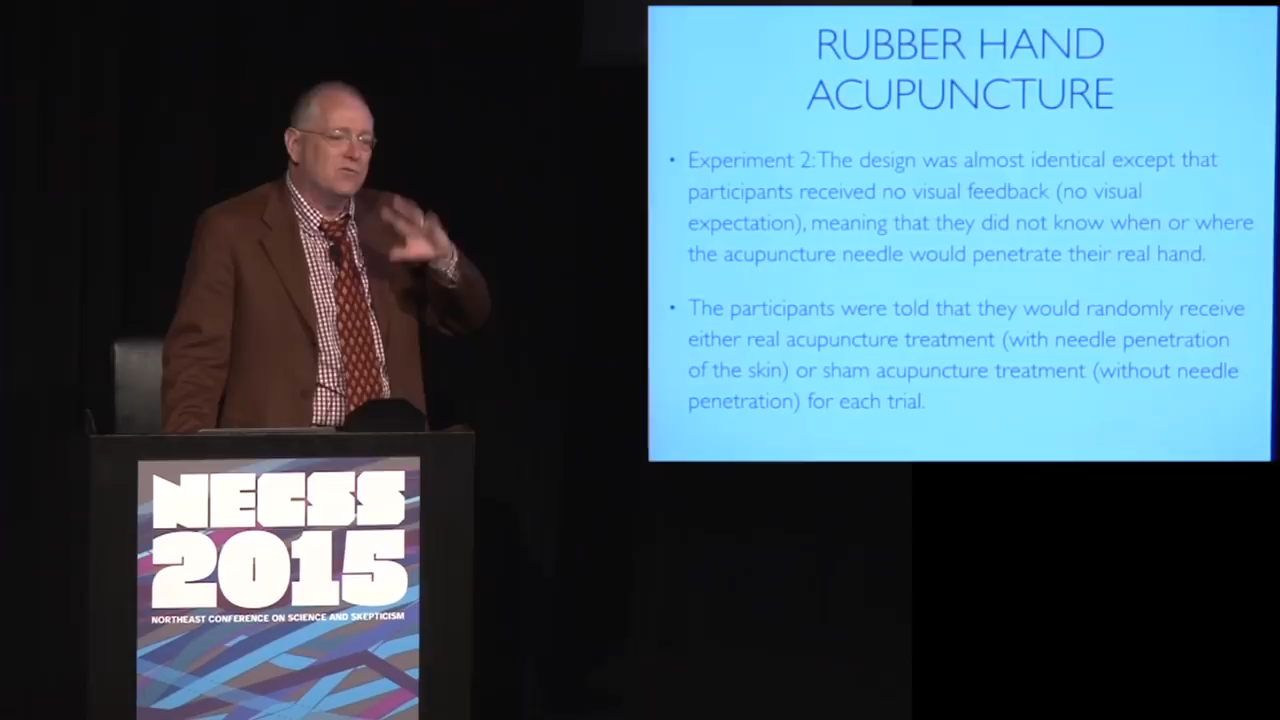 RUBBER HAND
ACUPUNCTURE
• Experiment 2: The design was almost identical except that
participants received no visual feedback (no visual
expectation), meaning that they did not know when or where
the acupuncture needle would penetrate their real hand.
• The participants were told that they would randomly receive
either real acupuncture treatment (with needle penetration
of the skin) or sham acupuncture treatment (without needle
penetration) for each trial.
NECSS
2015
NORTHEAST CONFERENCE ON SCIENCE AND SKEPTICISM